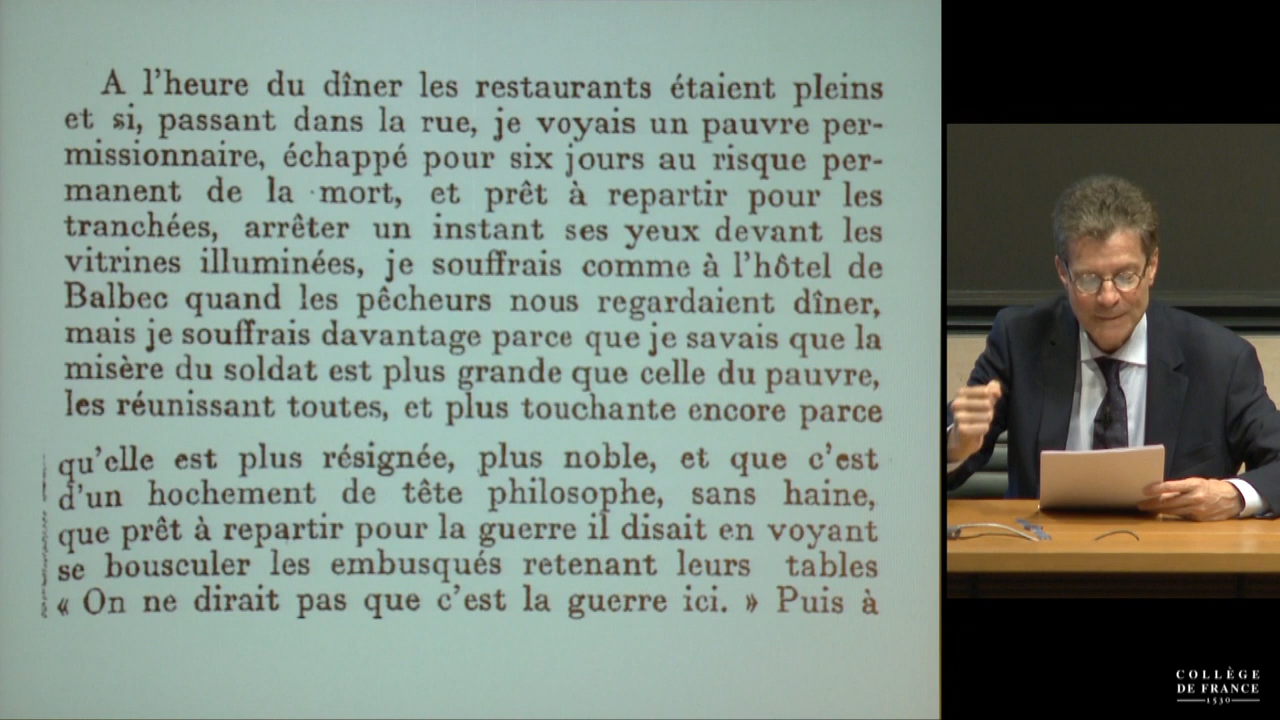 A l'heure du dîner les restaurants étaient pleins
et si, passant dans la rue, je voyais un pauvre per-
missionnaire, échappé pour six jours au risque per-
manent de la mort, et prêt à repartir pour les
tranchées, arrêter un instant ses yeux devant les
vitrines illuminées, je souffrais comme à l'hôtel de
Balbec quand les pêcheurs nous regardaient dîner,
mais je souffrais davantage parce que je savais que la
misère du soldat est plus grande que celle du pauvre,
les réunissant toutes, et plus touchante encore parce
qu'elle est plus résignée, plus noble, et que c'est
d'un hochement de tête philosophe, sans haine,
que prêt à repartir pour la guerre il disait en voyant
se bousculer les embusqués retenant leurs tables
« On ne dirait pas que c'est la guerre ici. » Puis à
COLLÈGE
DE FRANCE
1530